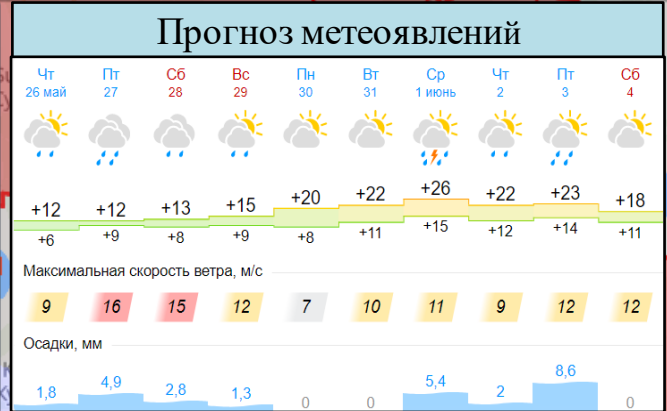 Прогноз метеоявлений
Чт Пт Сб Вс Пн Вт Ср Чт Пт Сб
26 май 27 28 29 30 31 1 июнь 2 3 4
+12 +12 +13 +15 +20 +22 +26 +22 +23 +18
+6 +9 +8 +9 +8 +11 +15 +12 +14 +11
Максимальная скорость ветра, м/с
9 16 15 12 7 10 11 9 12 12
Осадки, мм
1,8 4,9 2,8 1,3 0 0 5,4 2 8,6 0